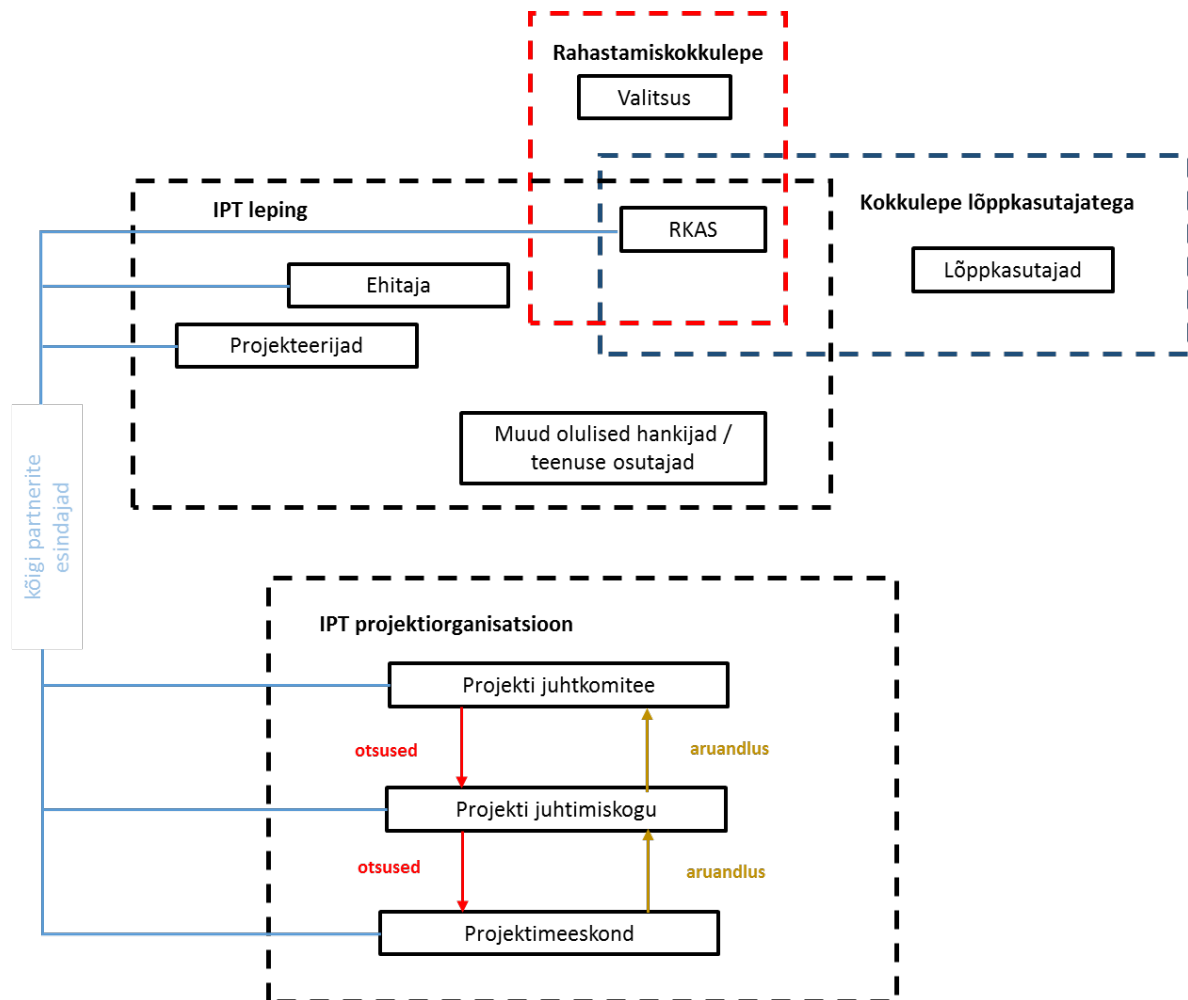 Rahastamiskokkulepe
Valitsus
IPT leping
Kokkulepe lõppkasutajatega
RKAS
Lõppkasutajad
Ehitaja
Projekteerijad
Muud olulised hankijad /
teenuse osutajad
kõigi partnerite
esindajad
IPT projektiorganisatsioon
Projekti juhtkomitee
otsused
aruandlus
Projekti juhtimiskogu
otsused
aruandlus
Projektimeeskond